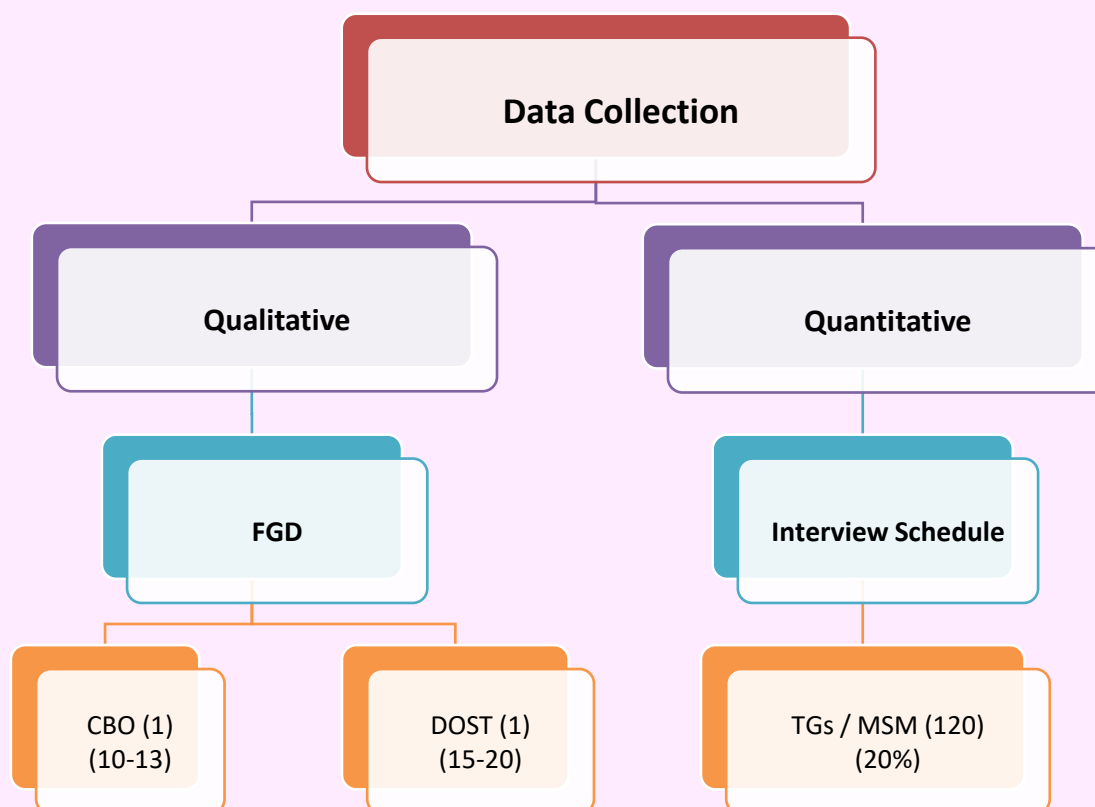 Data Collection
Qualitative
Quantitative
FGD
Interview Schedule
CBO (1)
(10-13)
DOST (1)
(15-20)
TGs / MSM (120)
(20%)